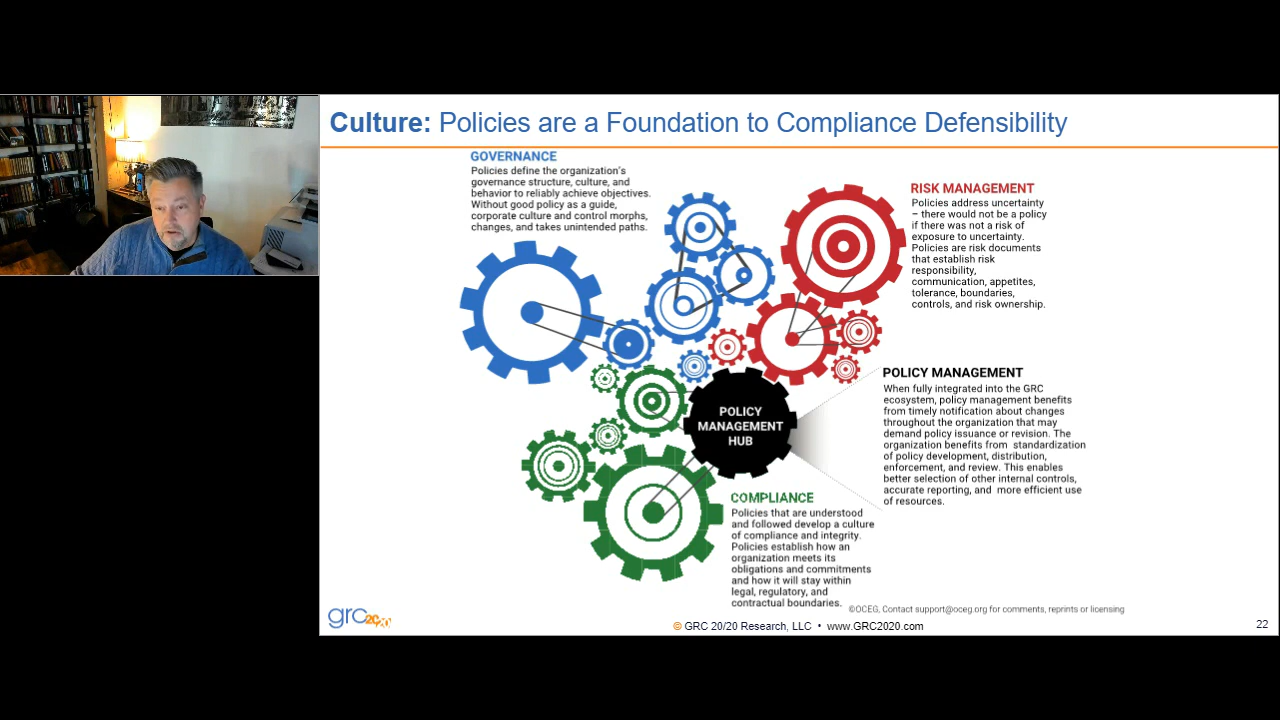 Culture: Policies are a Foundation to Compliance Defensibility
GOVERNANCE
Policies define the organization's
governance structure, culture, and
behavior to reliably achieve objectives.
Without good policy as a guide,
corporate culture and control morphs,
changes, and takes unintended paths.
RISK MANAGEMENT
Policies address uncertainty
– there would not be a policy
if there was not a risk of
exposure to uncertainty.
Policies are risk documents
that establish risk
responsibility,
communication, appetites,
tolerance, boundaries,
controls, and risk ownership.
POLICY
MANAGEMENT
HUB
POLICY MANAGEMENT
When fully integrated into the GRC
ecosystem, policy management benefits
from timely notification about changes
throughout the organization that may
demand policy issuance or revision. The
organization benefits from standardization
of policy development, distribution,
enforcement, and review. This enables
better selection of other internal controls,
accurate reporting, and more efficient use
of resources.
COMPLIANCE
Policies that are understood
and followed develop a culture
of compliance and integrity.
Policies establish how an
organization meets its
obligations and commitments
and how it will stay within
legal, regulatory, and
contractual boundaries.
©OCEG, Contact support@oceg.org for comments, reprints or licensing
grc2020
© GRC 20/20 Research, LLC • www.GRC2020.com
22